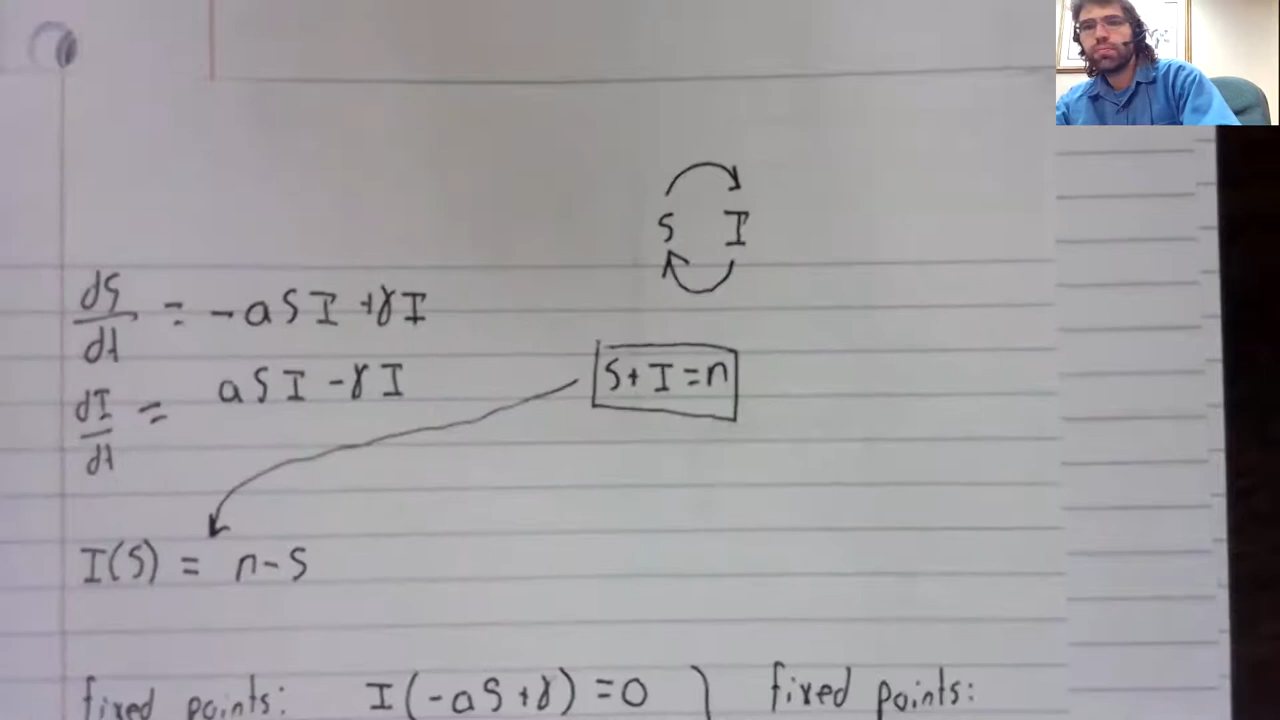 S I
dS/dt = -aSI + γI
dI/dt = aSI - γI
S + I = n
I(S) = n - S
fixed points: I(-aS + γ) = 0 ) fixed points: